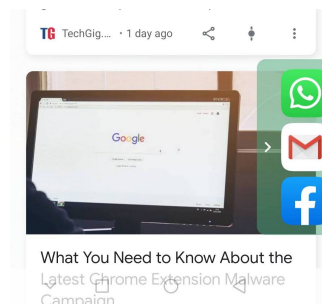 TG TechGig.... • 1 day ago
Google
What You Need to Know About the
Latest Chrome Extension Malware
Campaign